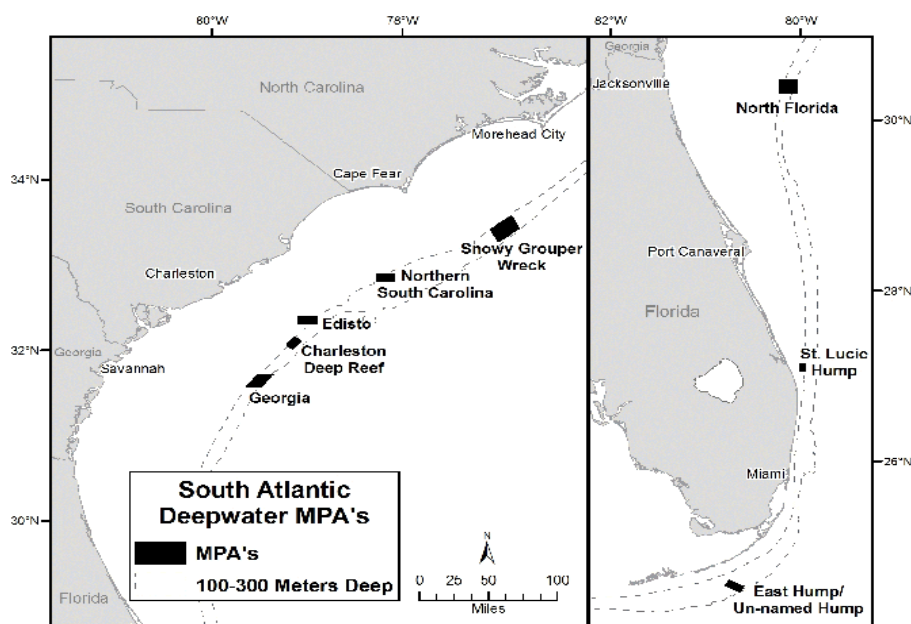 80°W
78°W
82°W
80°W
North Carolina
Georgia
Jacksonville
North Florida
30°N
Morehead City
Cape Fear
34°N
South Carolina
Snowy Grouper
Wreck
Port Canaveral
Charleston
Northern
South Carolina
28°N
Florida
Edisto
Georgia
32°N
Charleston
Deep Reef
St. Lucie
Hump
Savannah
Georgia
26°N
Miami
South Atlantic
Deepwater MPA's
30°N
MPA's
N
100-300 Meters Deep
0 25 50 100
Miles
Florida
East Hump/
Un-named Hump